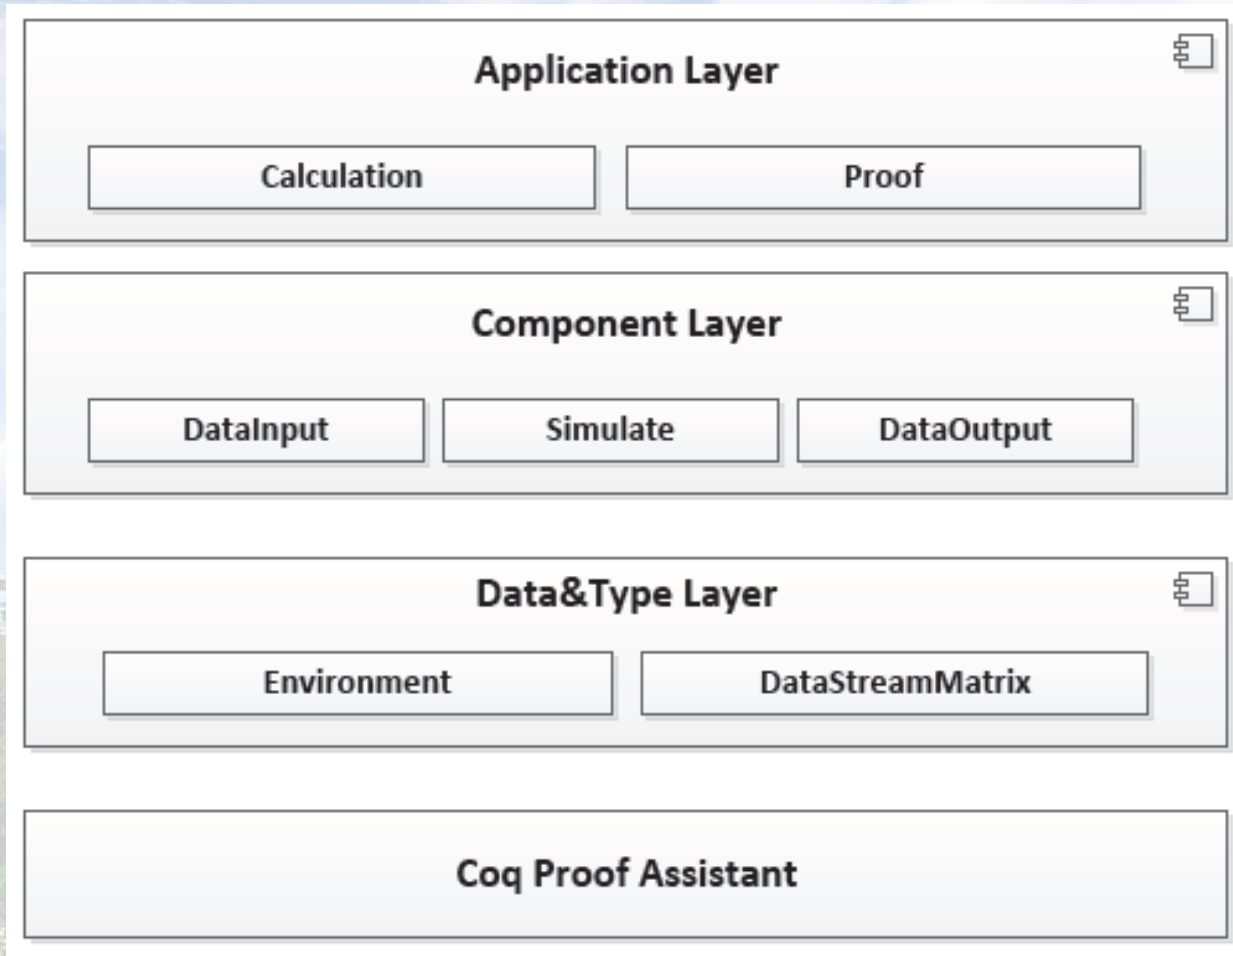 Application Layer
Calculation Proof
Component Layer
DataInput Simulate DataOutput
Data&Type Layer
Environment DataStreamMatrix
Coq Proof Assistant